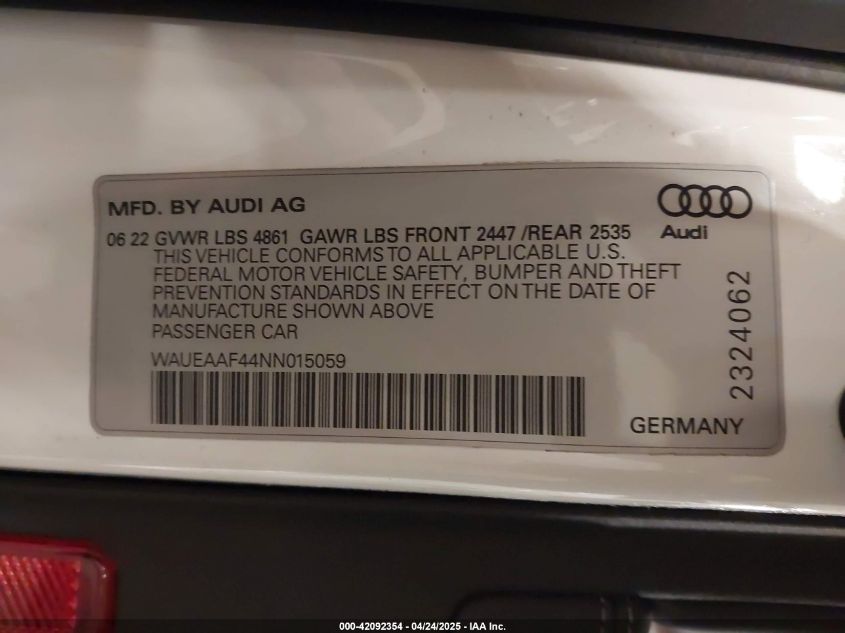 MFD. BY AUDI AG
Audi
06 22 GVWR LBS 4861 GAWR LBS FRONT 2447 /REAR 2535
THIS VEHICLE CONFORMS TO ALL APPLICABLE U.S.
FEDERAL MOTOR VEHICLE SAFETY, BUMPER AND THEFT
PREVENTION STANDARDS IN EFFECT ON THE DATE OF
MANUFACTURE SHOWN ABOVE
PASSENGER CAR
WAUEAAF44NN015059
2324062
GERMANY
000-42092354 - 04/24/2025 - IAA Inc.